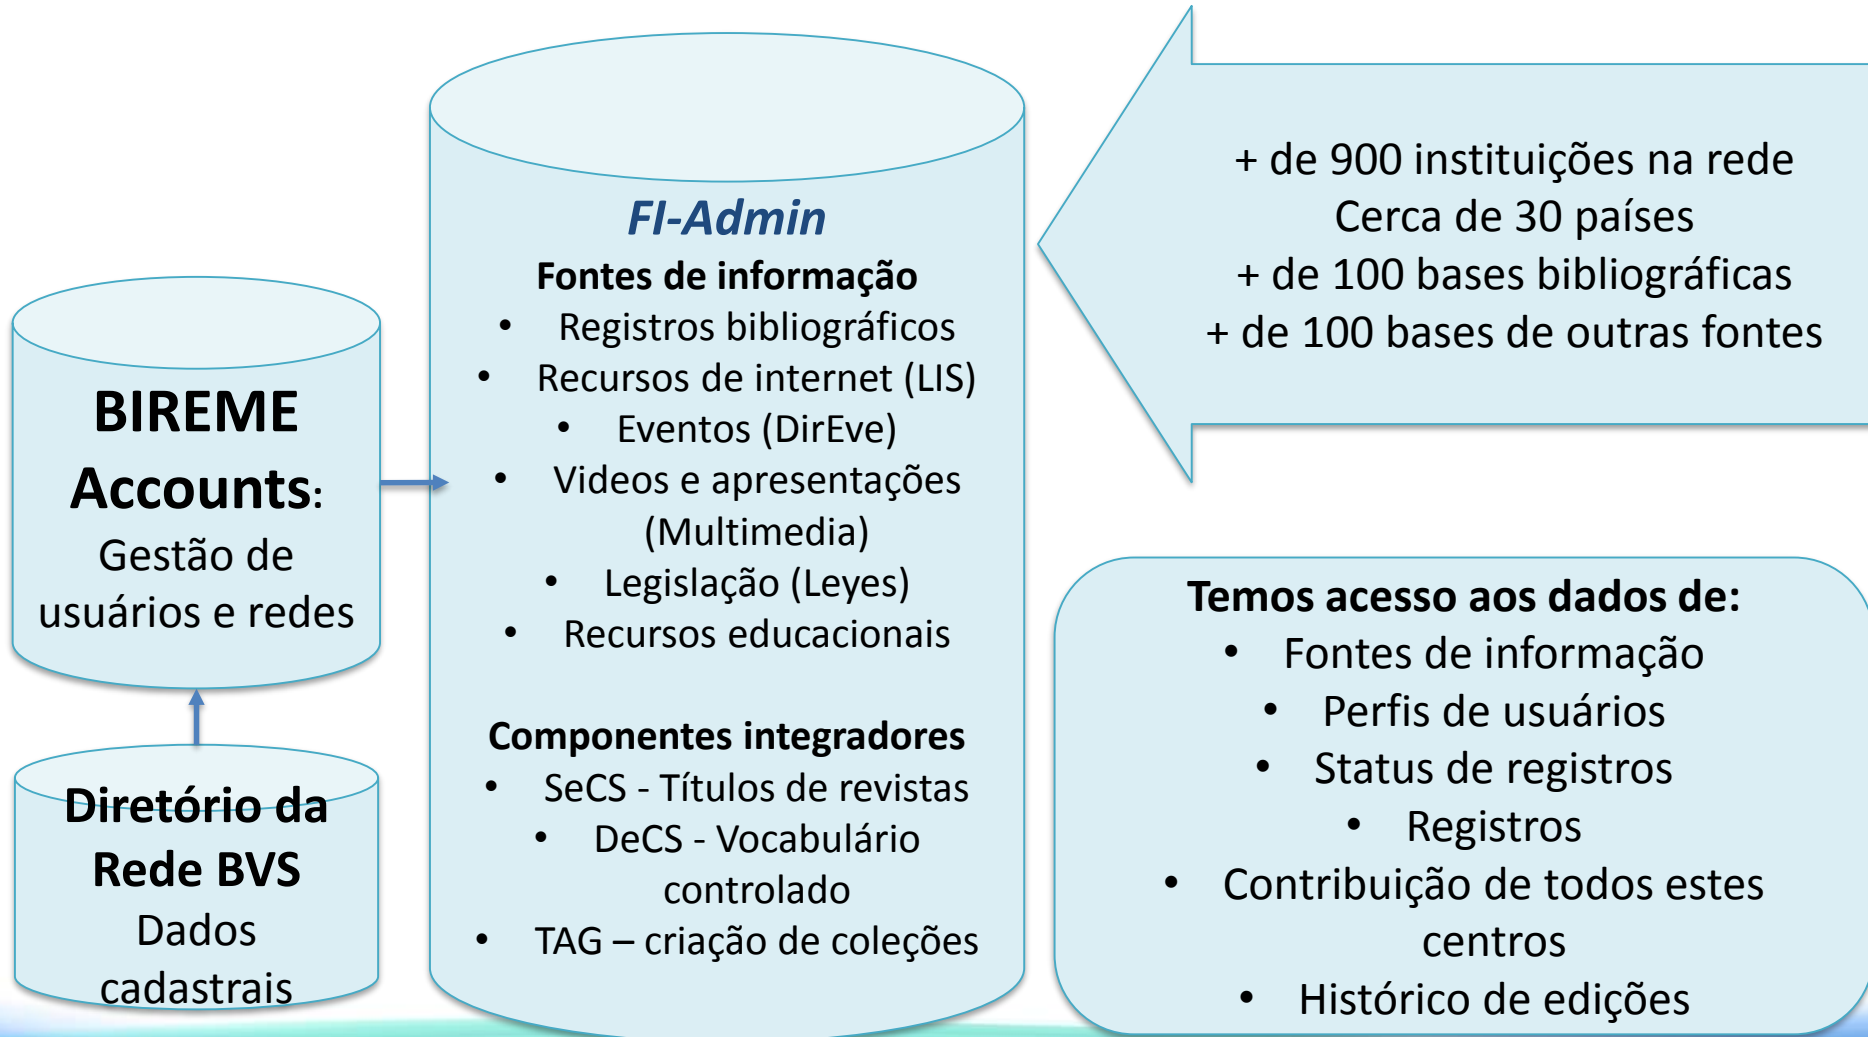 BIREME
Accounts:
Gestão de
usuários e redes
Diretório da
Rede BVS
Dados
cadastrais
FI-Admin
Fontes de informação
• Registros bibliográficos
• Recursos de internet (LIS)
• Eventos (DirEve)
• Videos e apresentações
(Multimedia)
• Legislação (Leyes)
• Recursos educacionais
Componentes integradores
• SeCS - Títulos de revistas
• DeCS - Vocabulário
controlado
• TAG – criação de coleções
+ de 900 instituições na rede
Cerca de 30 países
+ de 100 bases bibliográficas
+ de 100 bases de outras fontes
Temos acesso aos dados de:
• Fontes de informação
• Perfis de usuários
• Status de registros
• Registros
• Contribuição de todos estes
centros
• Histórico de edições